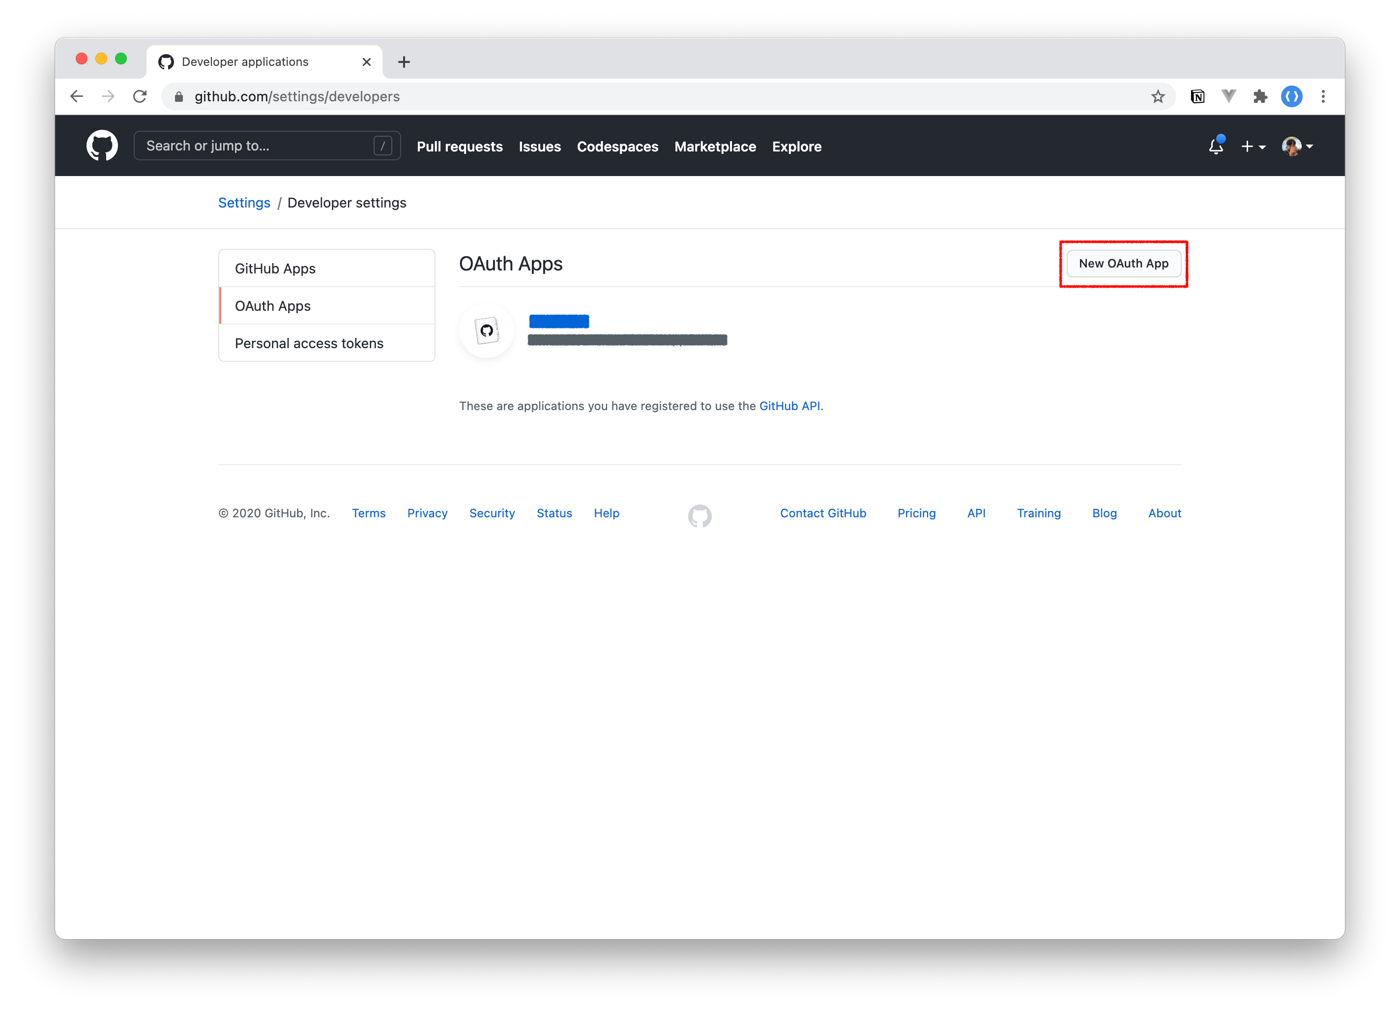 Developer applications
github.com/settings/developers
Search or jump to... /
Pull requests Issues Codespaces Marketplace Explore
Settings / Developer settings
GitHub Apps
OAuth Apps
Personal access tokens
OAuth Apps
New OAuth App
These are applications you have registered to use the GitHub API.
© 2020 GitHub, Inc. Terms Privacy Security Status Help Contact GitHub Pricing API Training Blog About